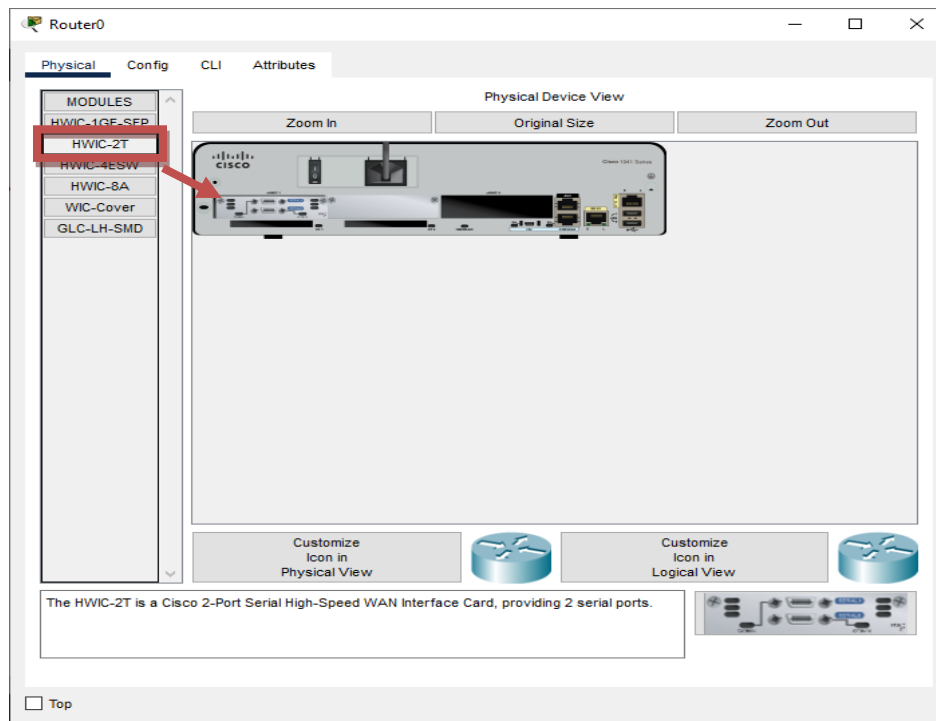 Router0
Physical Config CLI Attributes
MODULES
HWIC-1GE-SFP
HWIC-2T
HWIC-4ESW
HWIC-8A
WIC-Cover
GLC-LH-SMD
Physical Device View
Zoom In Original Size Zoom Out
CISCO
Cisco 1941 Series
Customize
Icon in
Physical View
Customize
Icon in
Logical View
The HWIC-2T is a Cisco 2-Port Serial High-Speed WAN Interface Card, providing 2 serial ports.
Top